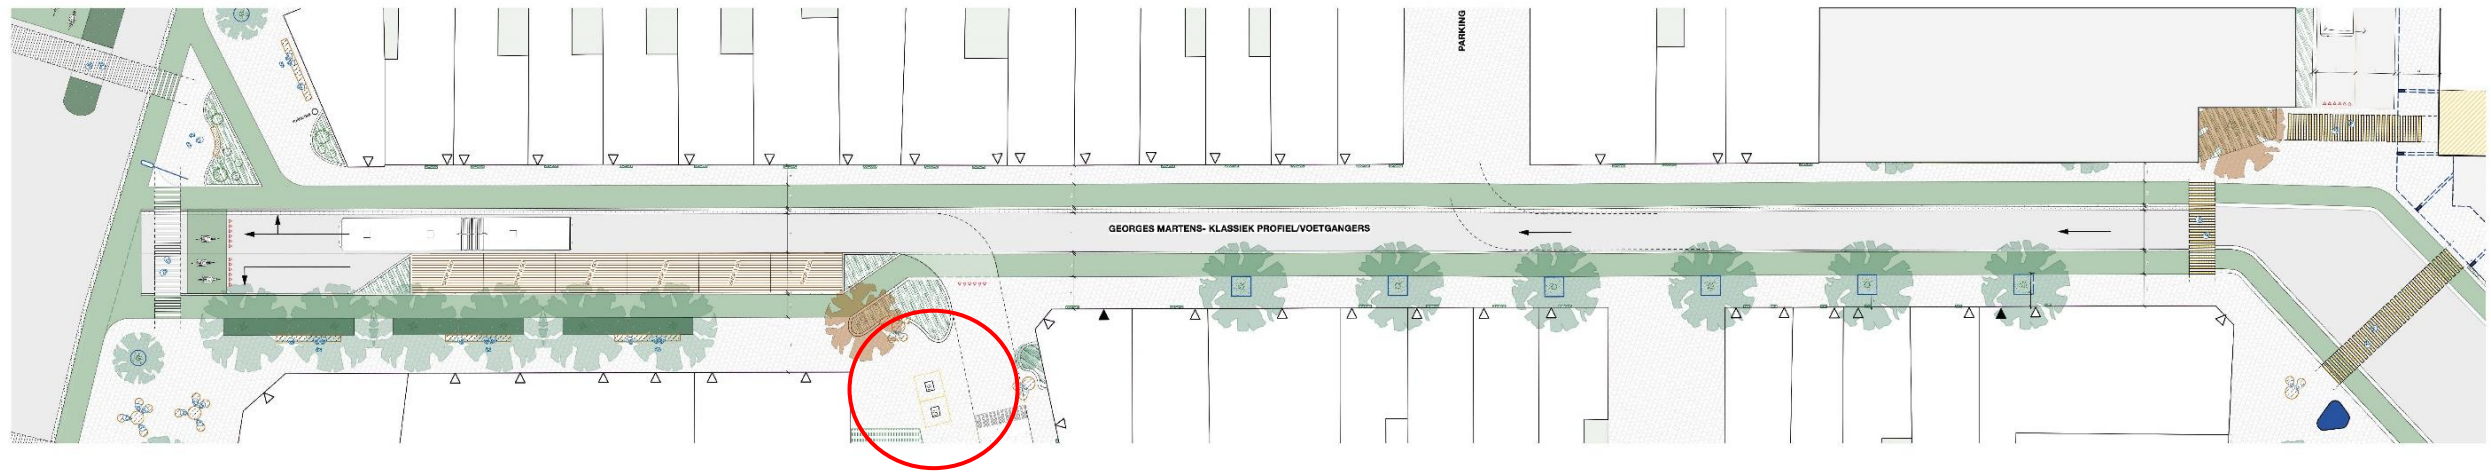 PARKING
GEORGES MARTENS- KLASSIEK PROFIEL/VOETGANGERS